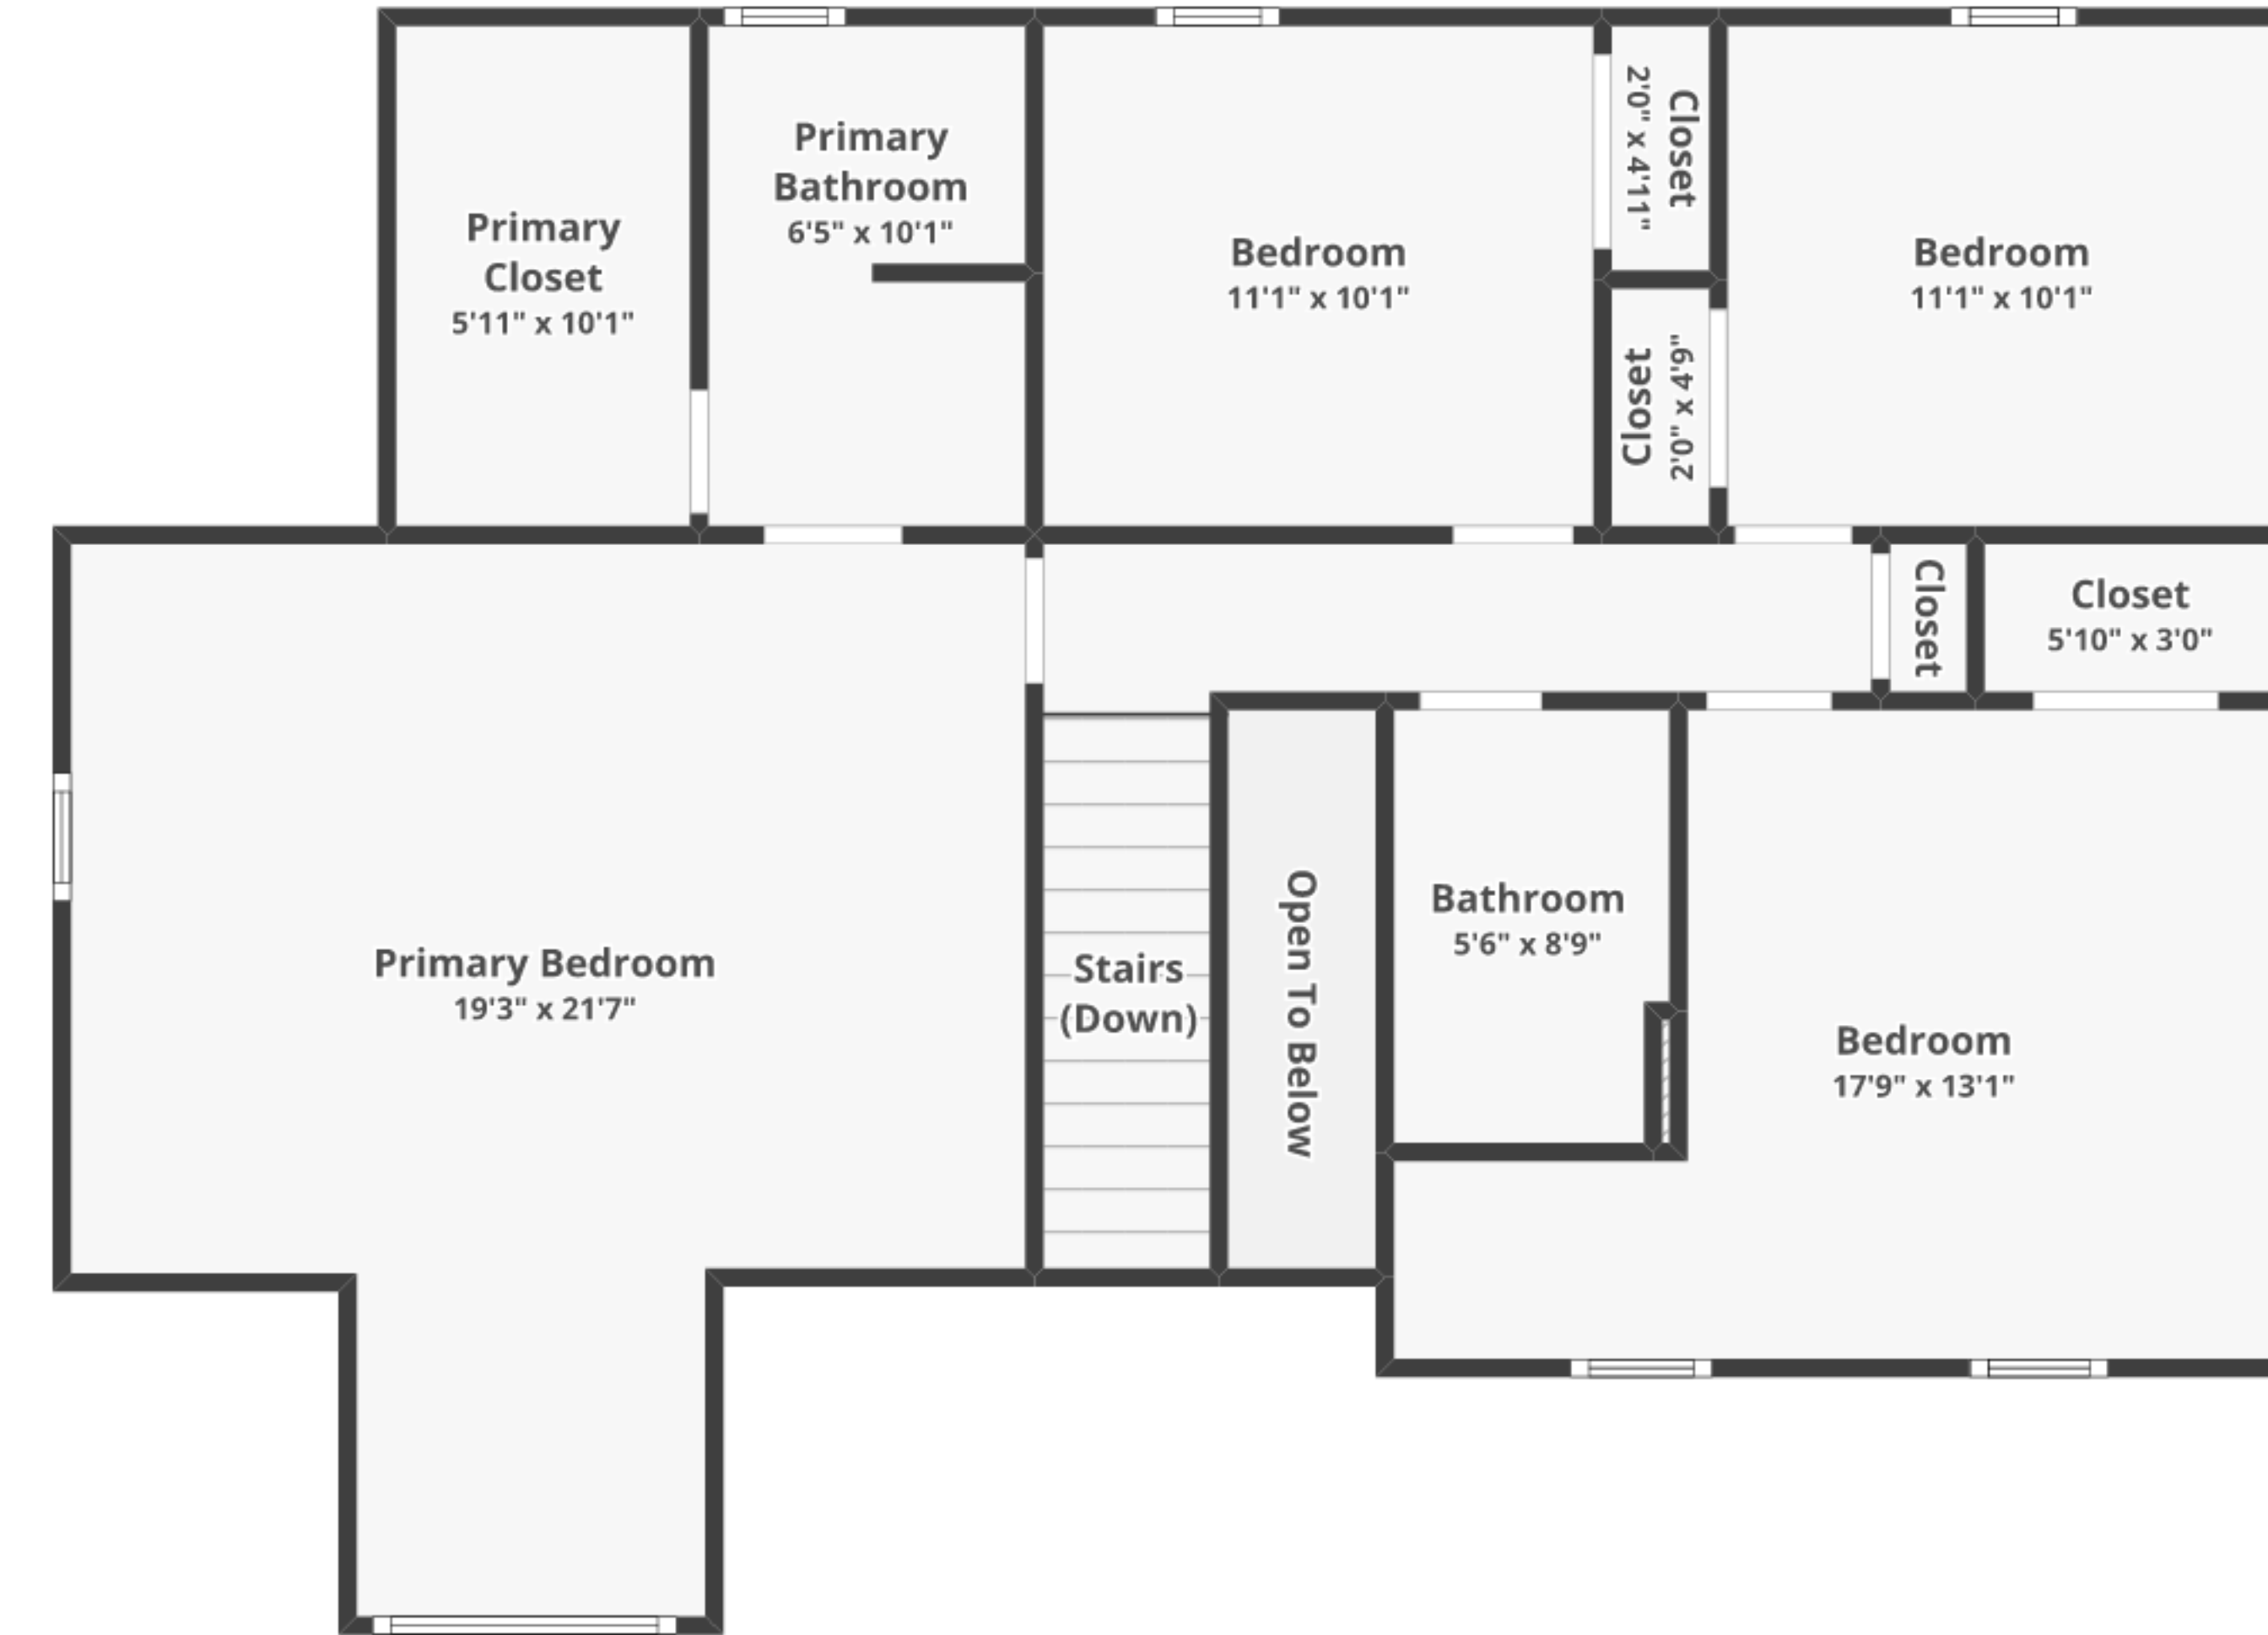 Primary
Closet
5'11" x 10'1"
Primary
Bathroom
6'5" x 10'1"
Bedroom
11'1" x 10'1"
Closet
2'0" x 4'11"
Closet
2'0" x 4'9"
Bedroom
11'1" x 10'1"
Closet
Closet
5'10" x 3'0"
Primary Bedroom
19'3" x 21'7"
Stairs
(Down)
Open To Below
Bathroom
5'6" x 8'9"
Bedroom
17'9" x 13'1"